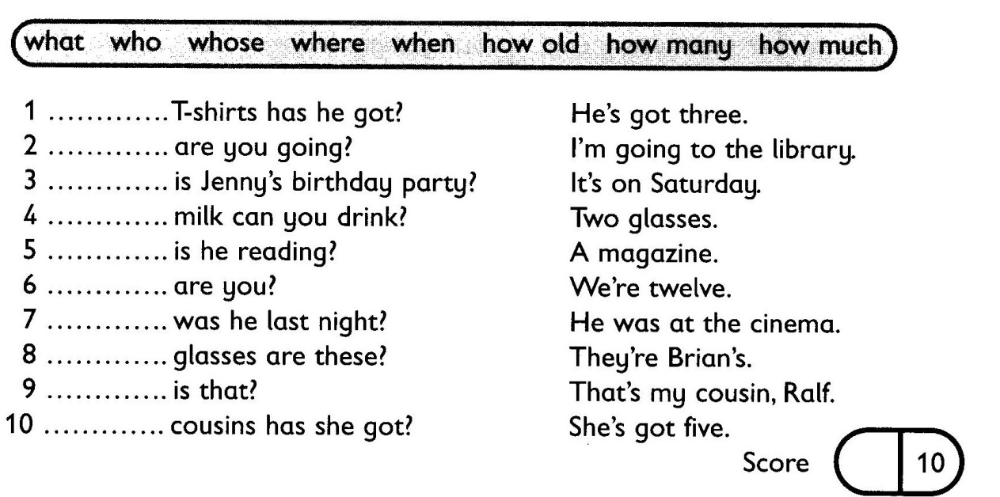 what who whose where when how old how many how much
1 ............. T-shirts has he got? He's got three.
2 ............. are you going? I'm going to the library.
3 ............. is Jenny's birthday party? It's on Saturday.
4 ............. milk can you drink? Two glasses.
5 ............. is he reading? A magazine.
6 ............. are you? We're twelve.
7 ............. was he last night? He was at the cinema.
8 ............. glasses are these? They're Brian's.
9 ............. is that? That's my cousin, Ralf.
10 ............. cousins has she got? She's got five.
Score 10